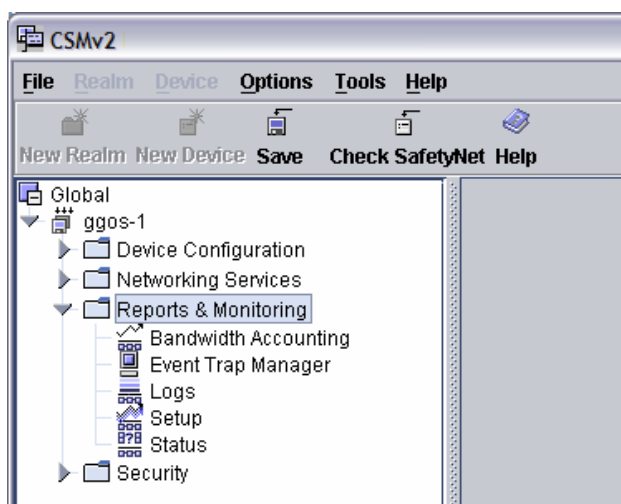 CSMv2
File Realm Device Options Tools Help
New Realm New Device Save Check SafetyNet Help
Global
ggos-1
Device Configuration
Networking Services
Reports & Monitoring
Bandwidth Accounting
Event Trap Manager
Logs
Setup
Status
Security